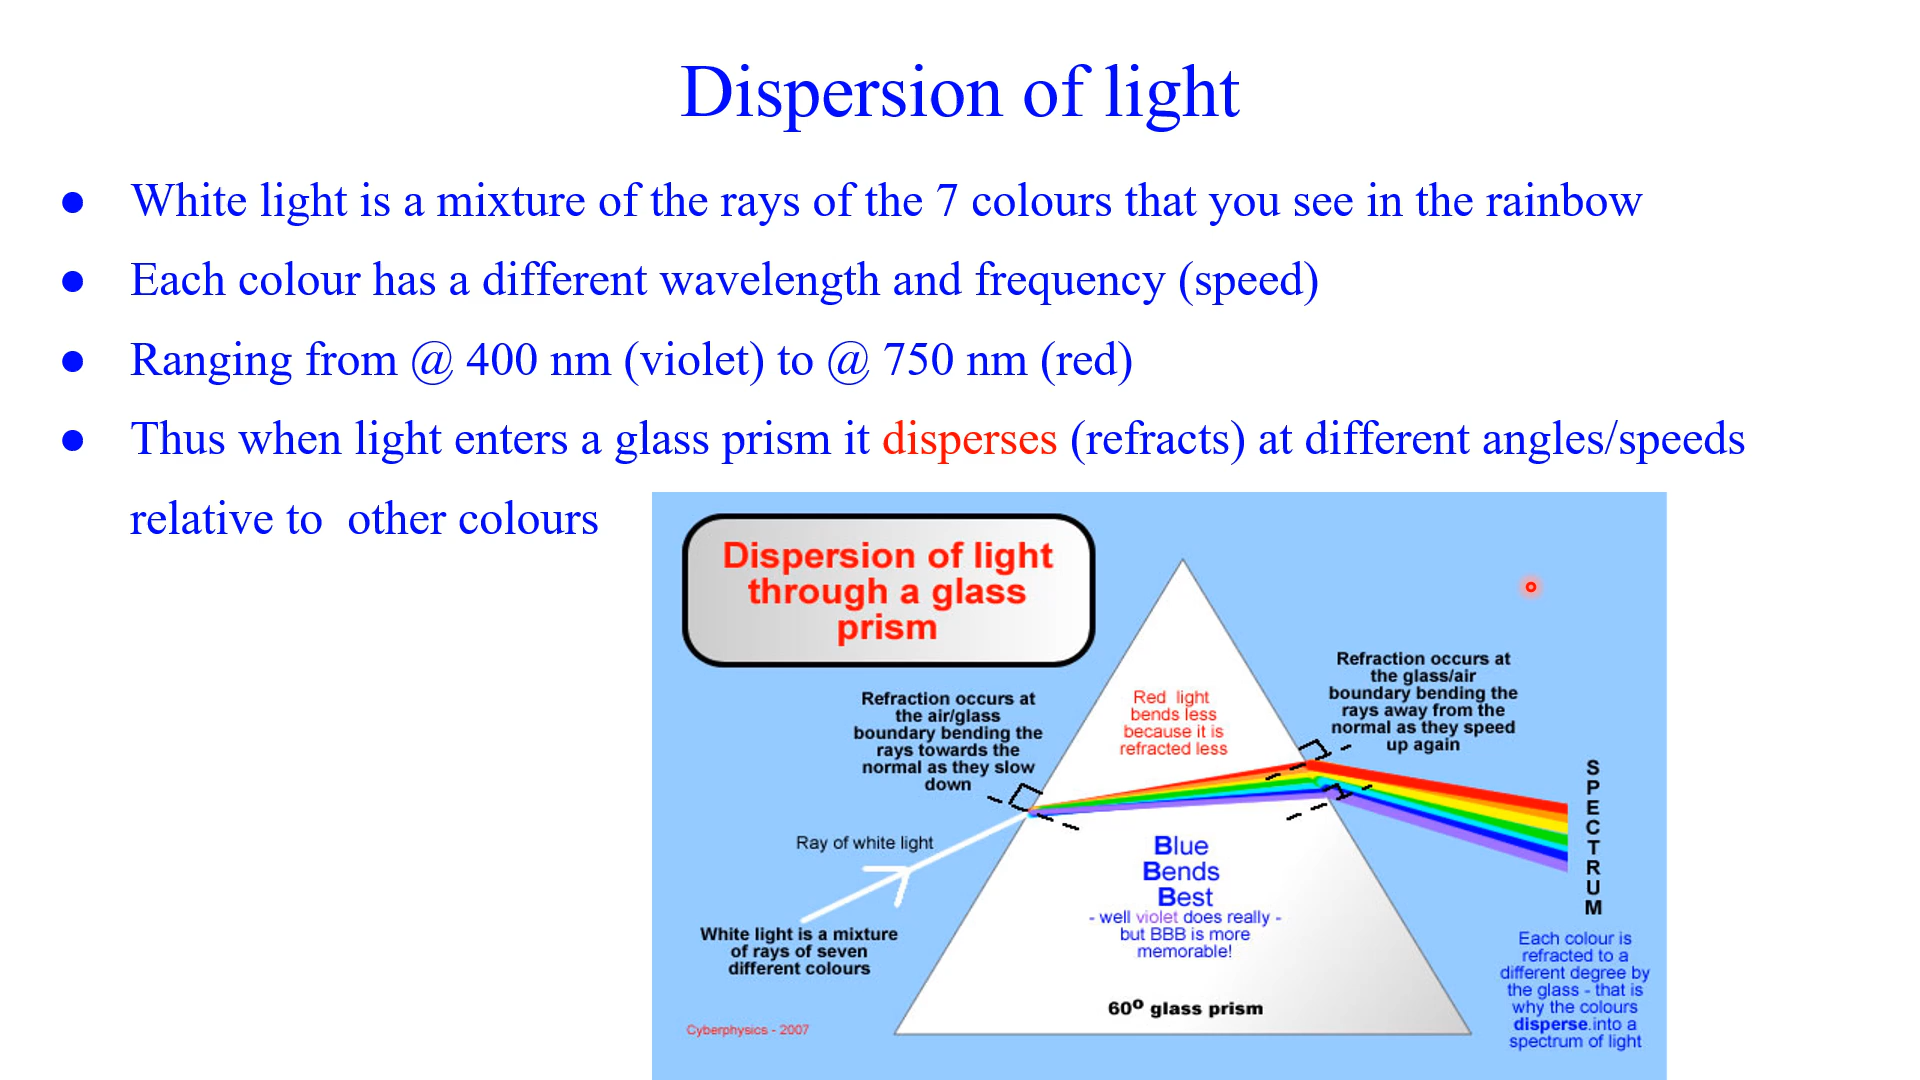 Dispersion of light
● White light is a mixture of the rays of the 7 colours that you see in the rainbow
● Each colour has a different wavelength and frequency (speed)
● Ranging from @ 400 nm (violet) to @ 750 nm (red)
● Thus when light enters a glass prism it disperses (refracts) at different angles/speeds
relative to  other colours
Dispersion of light
through a glass
prism
Refraction occurs at
the air/glass
boundary bending the
rays towards the
normal as they slow
down
Red light
bends less
because it is
refracted less
Refraction occurs at
the glass/air
boundary bending the
rays away from the
normal as they speed
up again
Ray of white light
White light is a mixture
of rays of seven
different colours
Blue
Bends
Best
- well violet does really -
but BBB is more
memorable!
60º glass prism
S
P
E
C
T
R
U
M
Each colour is
refracted to a
different degree by
the glass - that is
why the colours
disperse.into a
spectrum of light
Cyberphysics - 2007